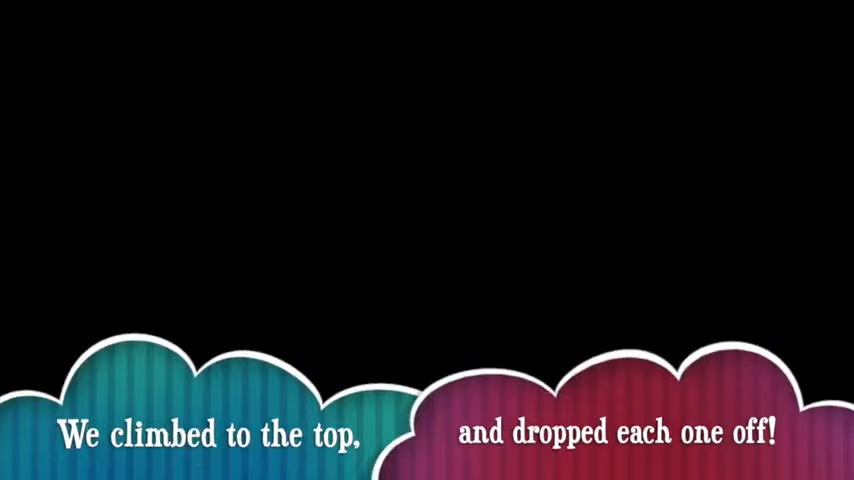 We climbed to the top,
and dropped each one off!